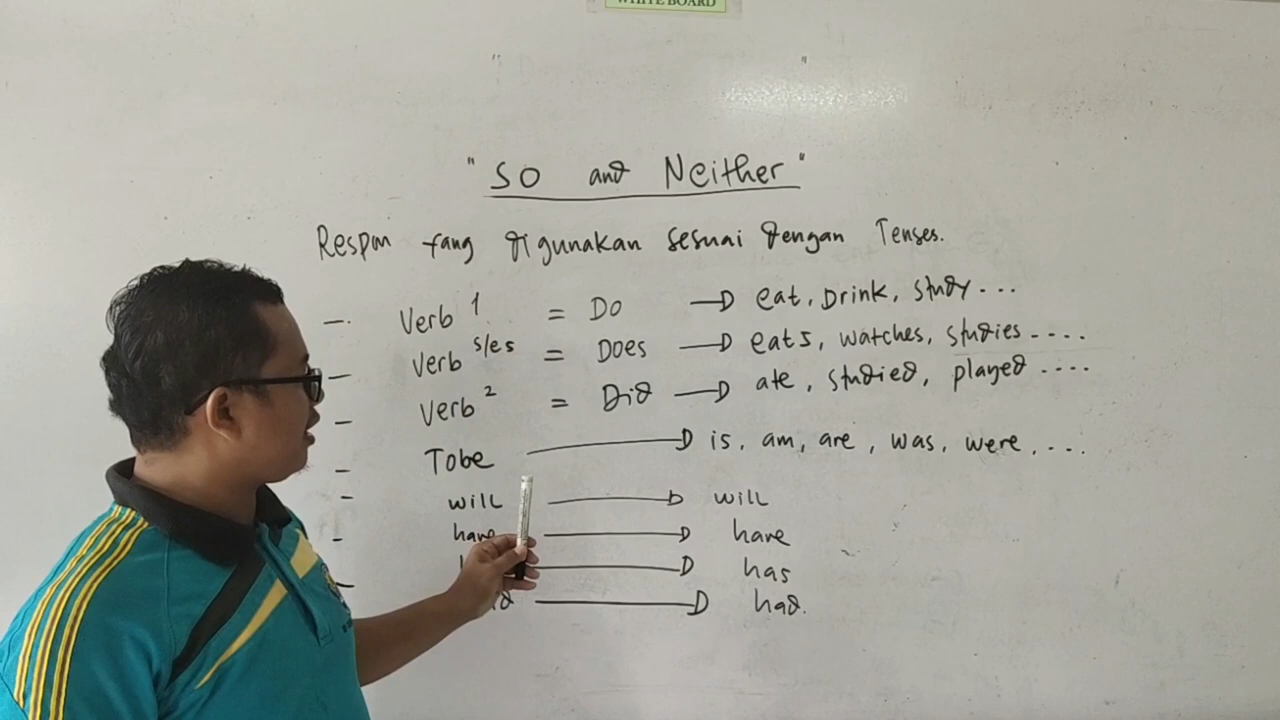 WHITE BOARD
"So and Neither"
Respon yang digunakan sesuai dengan Tenses.
- Verb 1 = Do → eat, Drink, study...
- Verb s/es = Does → eats, watches, studies....
- Verb 2 = Did → ate, studied, played....
- Tobe → is, am, are, was, were,....
- will → will
- have → have
- → has
→ had.